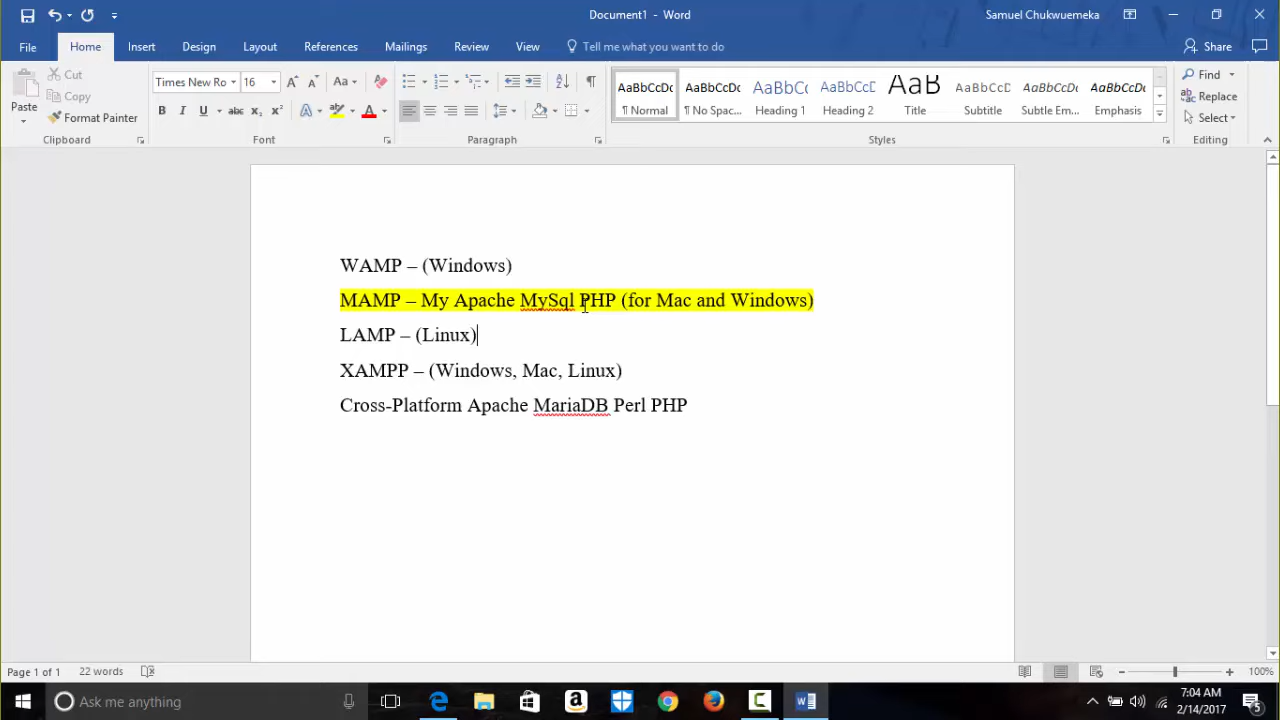 Document1 - Word
Samuel Chukwuemeka
File Home Insert Design Layout References Mailings Review View Tell me what you want to do Share
Paste Cut Copy Format Painter
Times New Ro 16 Aa
AaBbCcDc AaBbCcDc AaBbCc AaBbCcD AaB AaBbCcD AaBbCcDc AaBbCcDc
¶ Normal ¶ No Spac... Heading 1 Heading 2 Title Subtitle Subtle Em... Emphasis
Find Replace Select
Clipboard Font Paragraph Styles Editing
WAMP – (Windows)
MAMP – My Apache MySql PHP (for Mac and Windows)
LAMP – (Linux)
XAMPP – (Windows, Mac, Linux)
Cross-Platform Apache MariaDB Perl PHP
Page 1 of 1 22 words 100%
Ask me anything
7:04 AM
2/14/2017
5